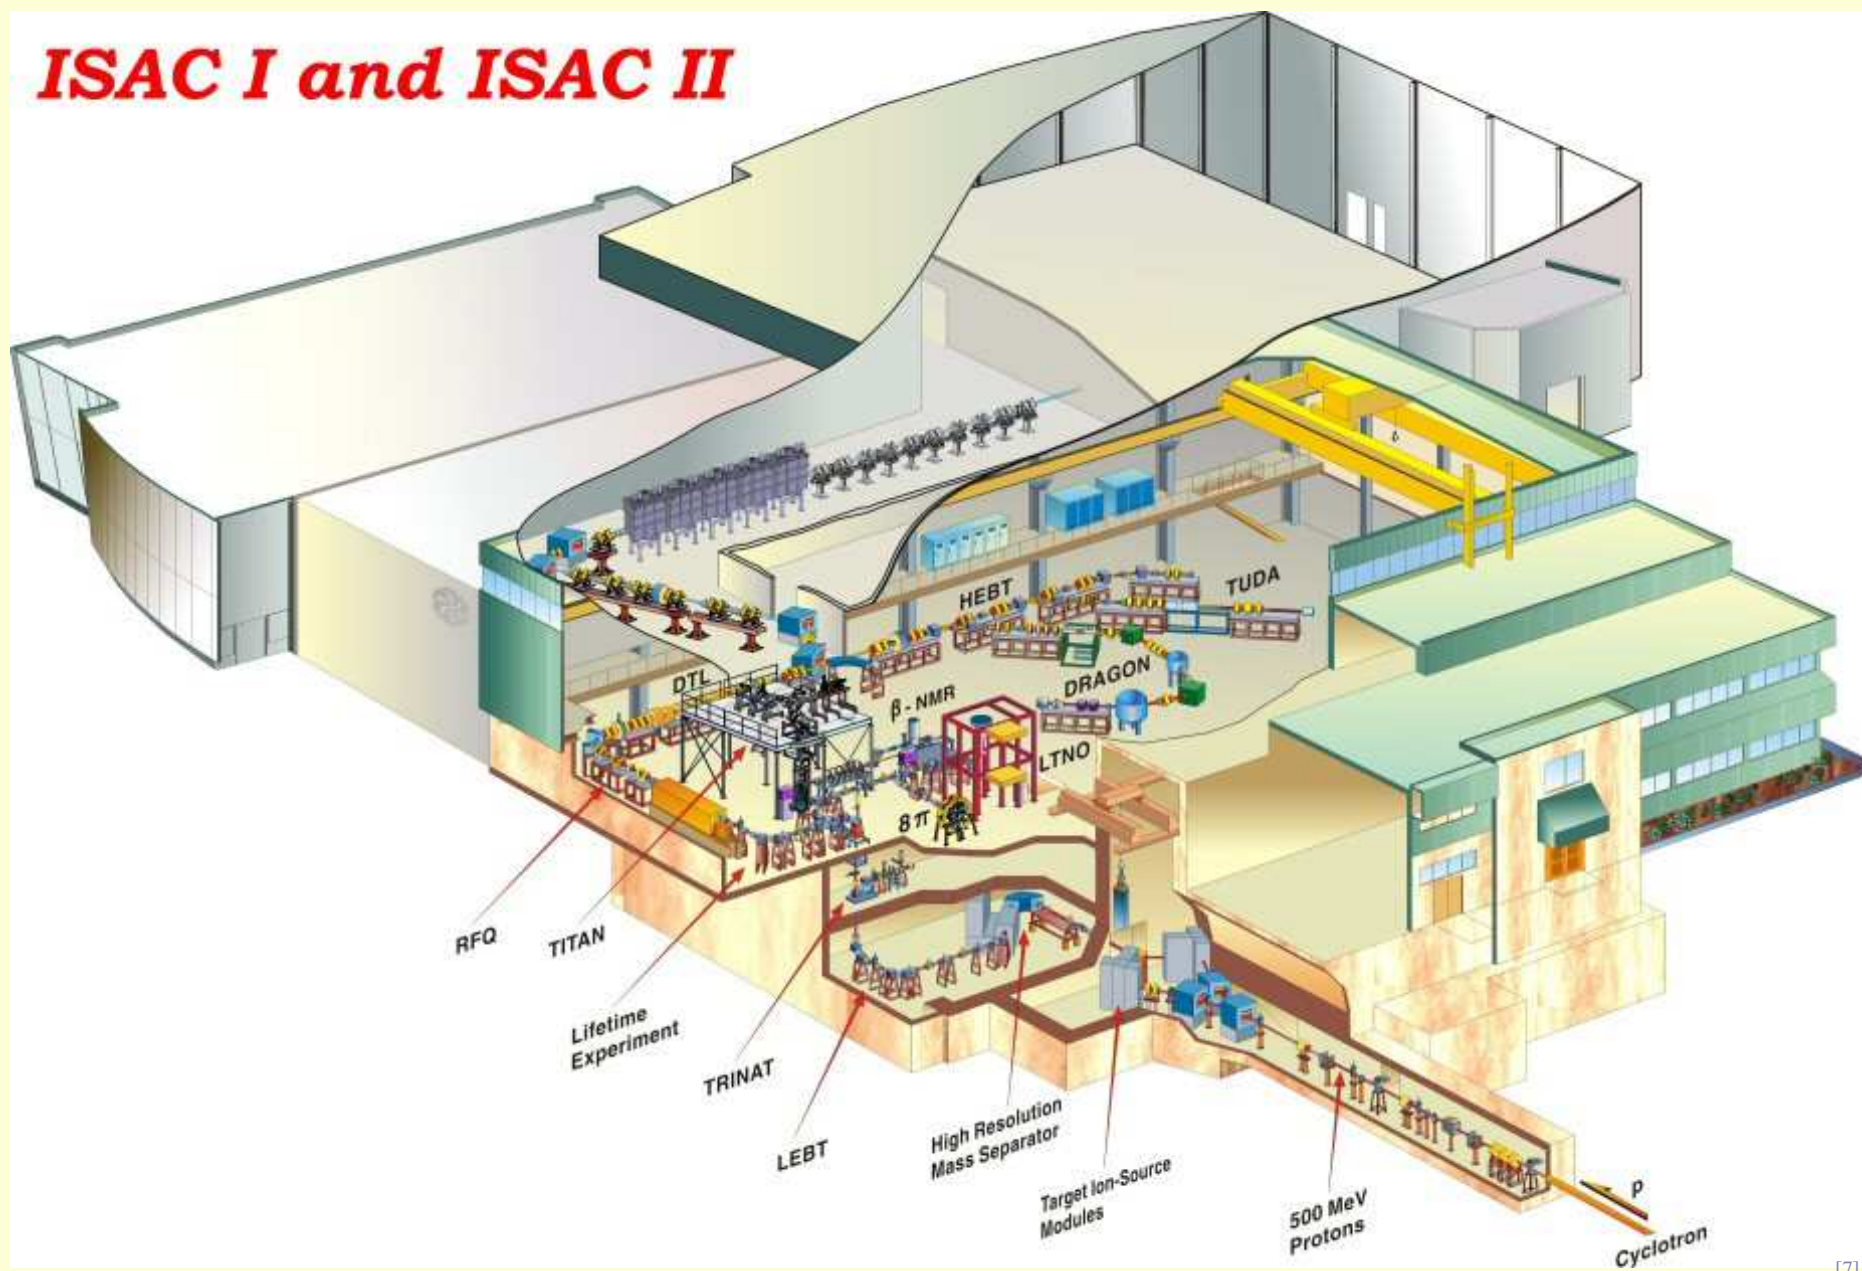 ISAC I and ISAC II
HEBT
TUDA
DTL
β - NMR
DRAGON
LTNO
8π
RFQ
TITAN
Lifetime
Experiment
TRINAT
LEBT
High Resolution
Mass Separator
Target Ion-Source
Modules
500 MeV
Protons
P
Cyclotron
[7]